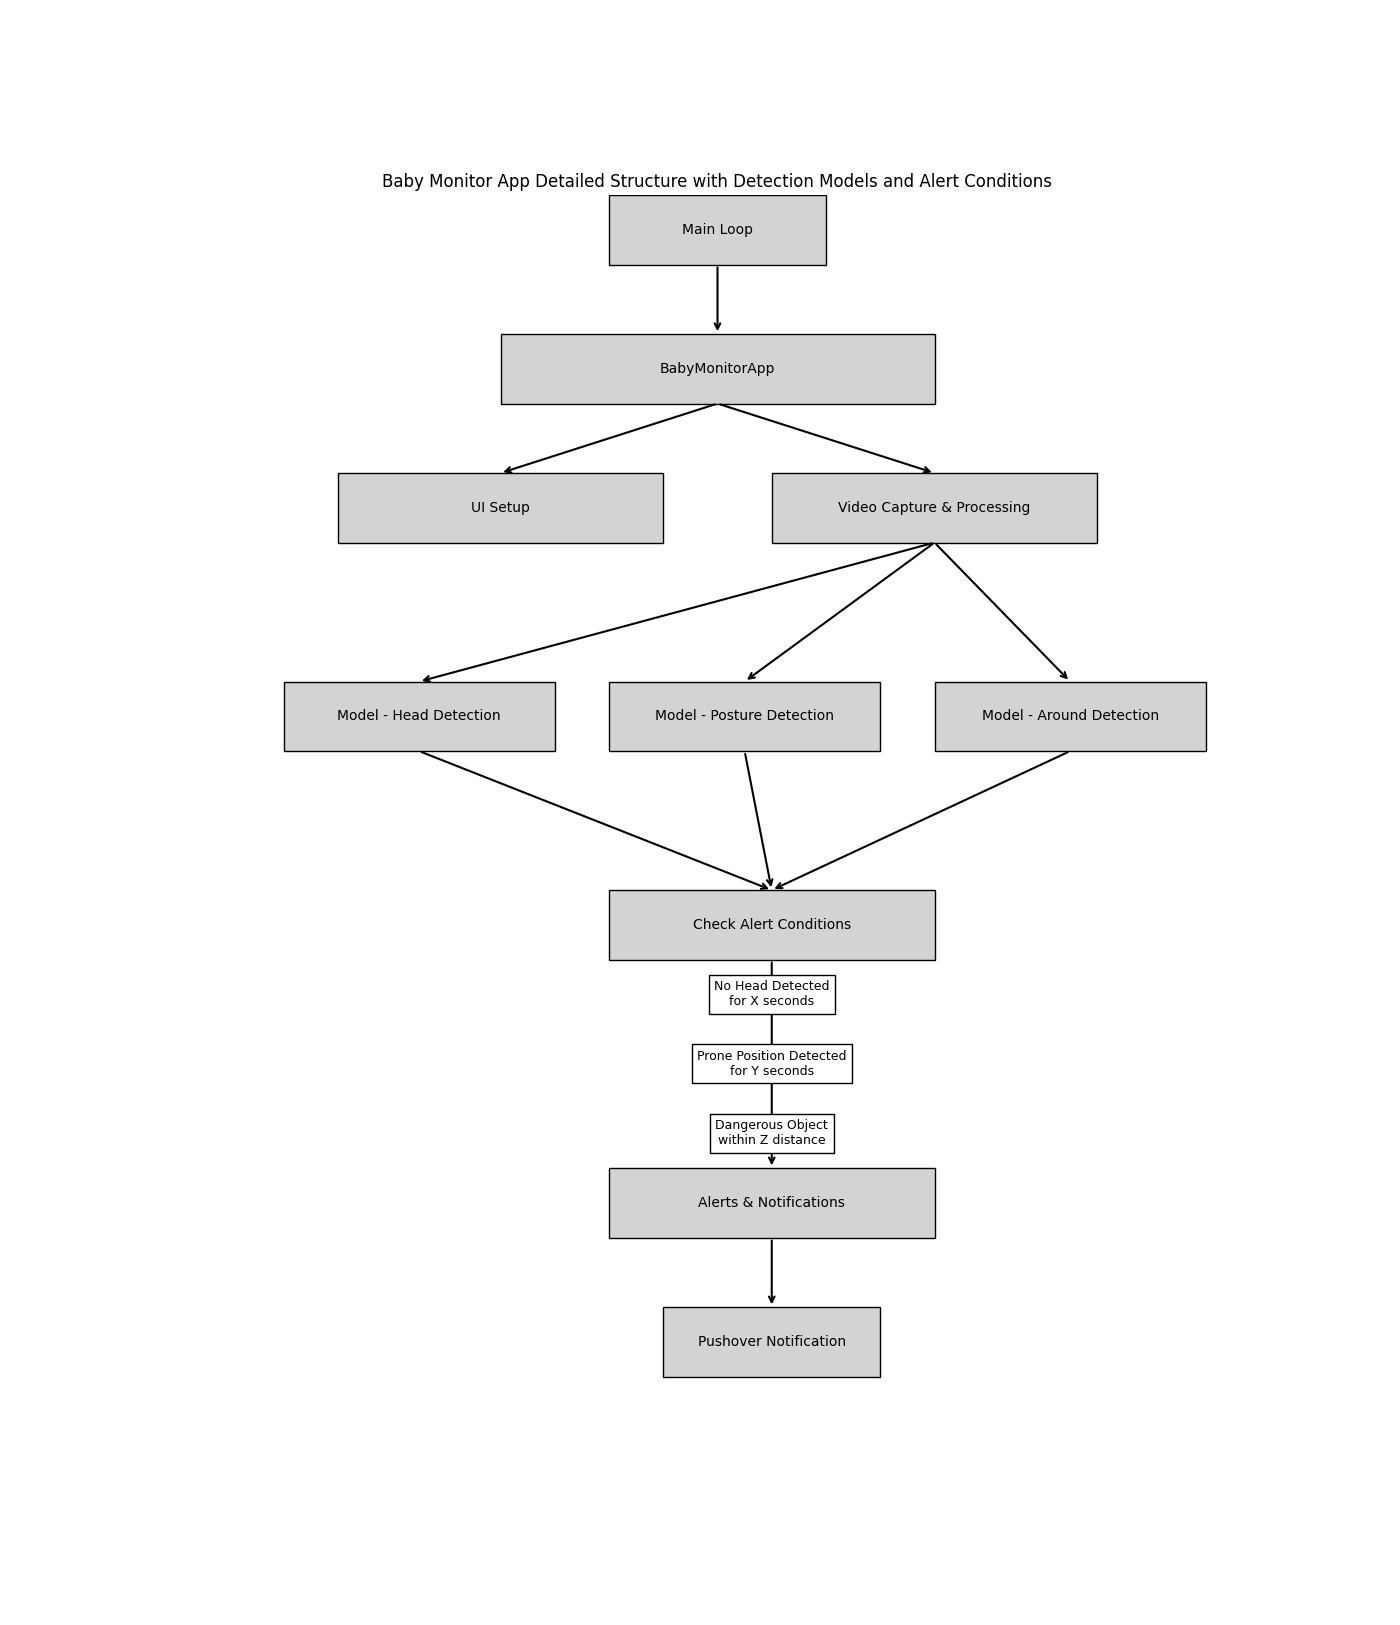 Baby Monitor App Detailed Structure with Detection Models and Alert Conditions
Main Loop
BabyMonitorApp
UI Setup
Video Capture & Processing
Model - Head Detection
Model - Posture Detection
Model - Around Detection
Check Alert Conditions
No Head Detected
for X seconds
Prone Position Detected
for Y seconds
Dangerous Object
within Z distance
Alerts & Notifications
Pushover Notification